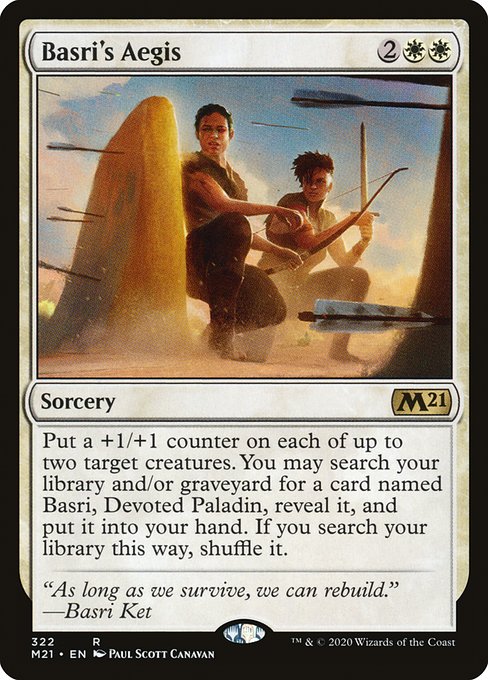 Basri's Aegis 2
Sorcery M21
Put a +1/+1 counter on each of up to
two target creatures. You may search your
library and/or graveyard for a card named
Basri, Devoted Paladin, reveal it, and
put it into your hand. If you search your
library this way, shuffle it.
“As long as we survive, we can rebuild.”
—Basri Ket
322 R ™ & © 2020 Wizards of the Coast
M21 • EN Paul Scott Canavan